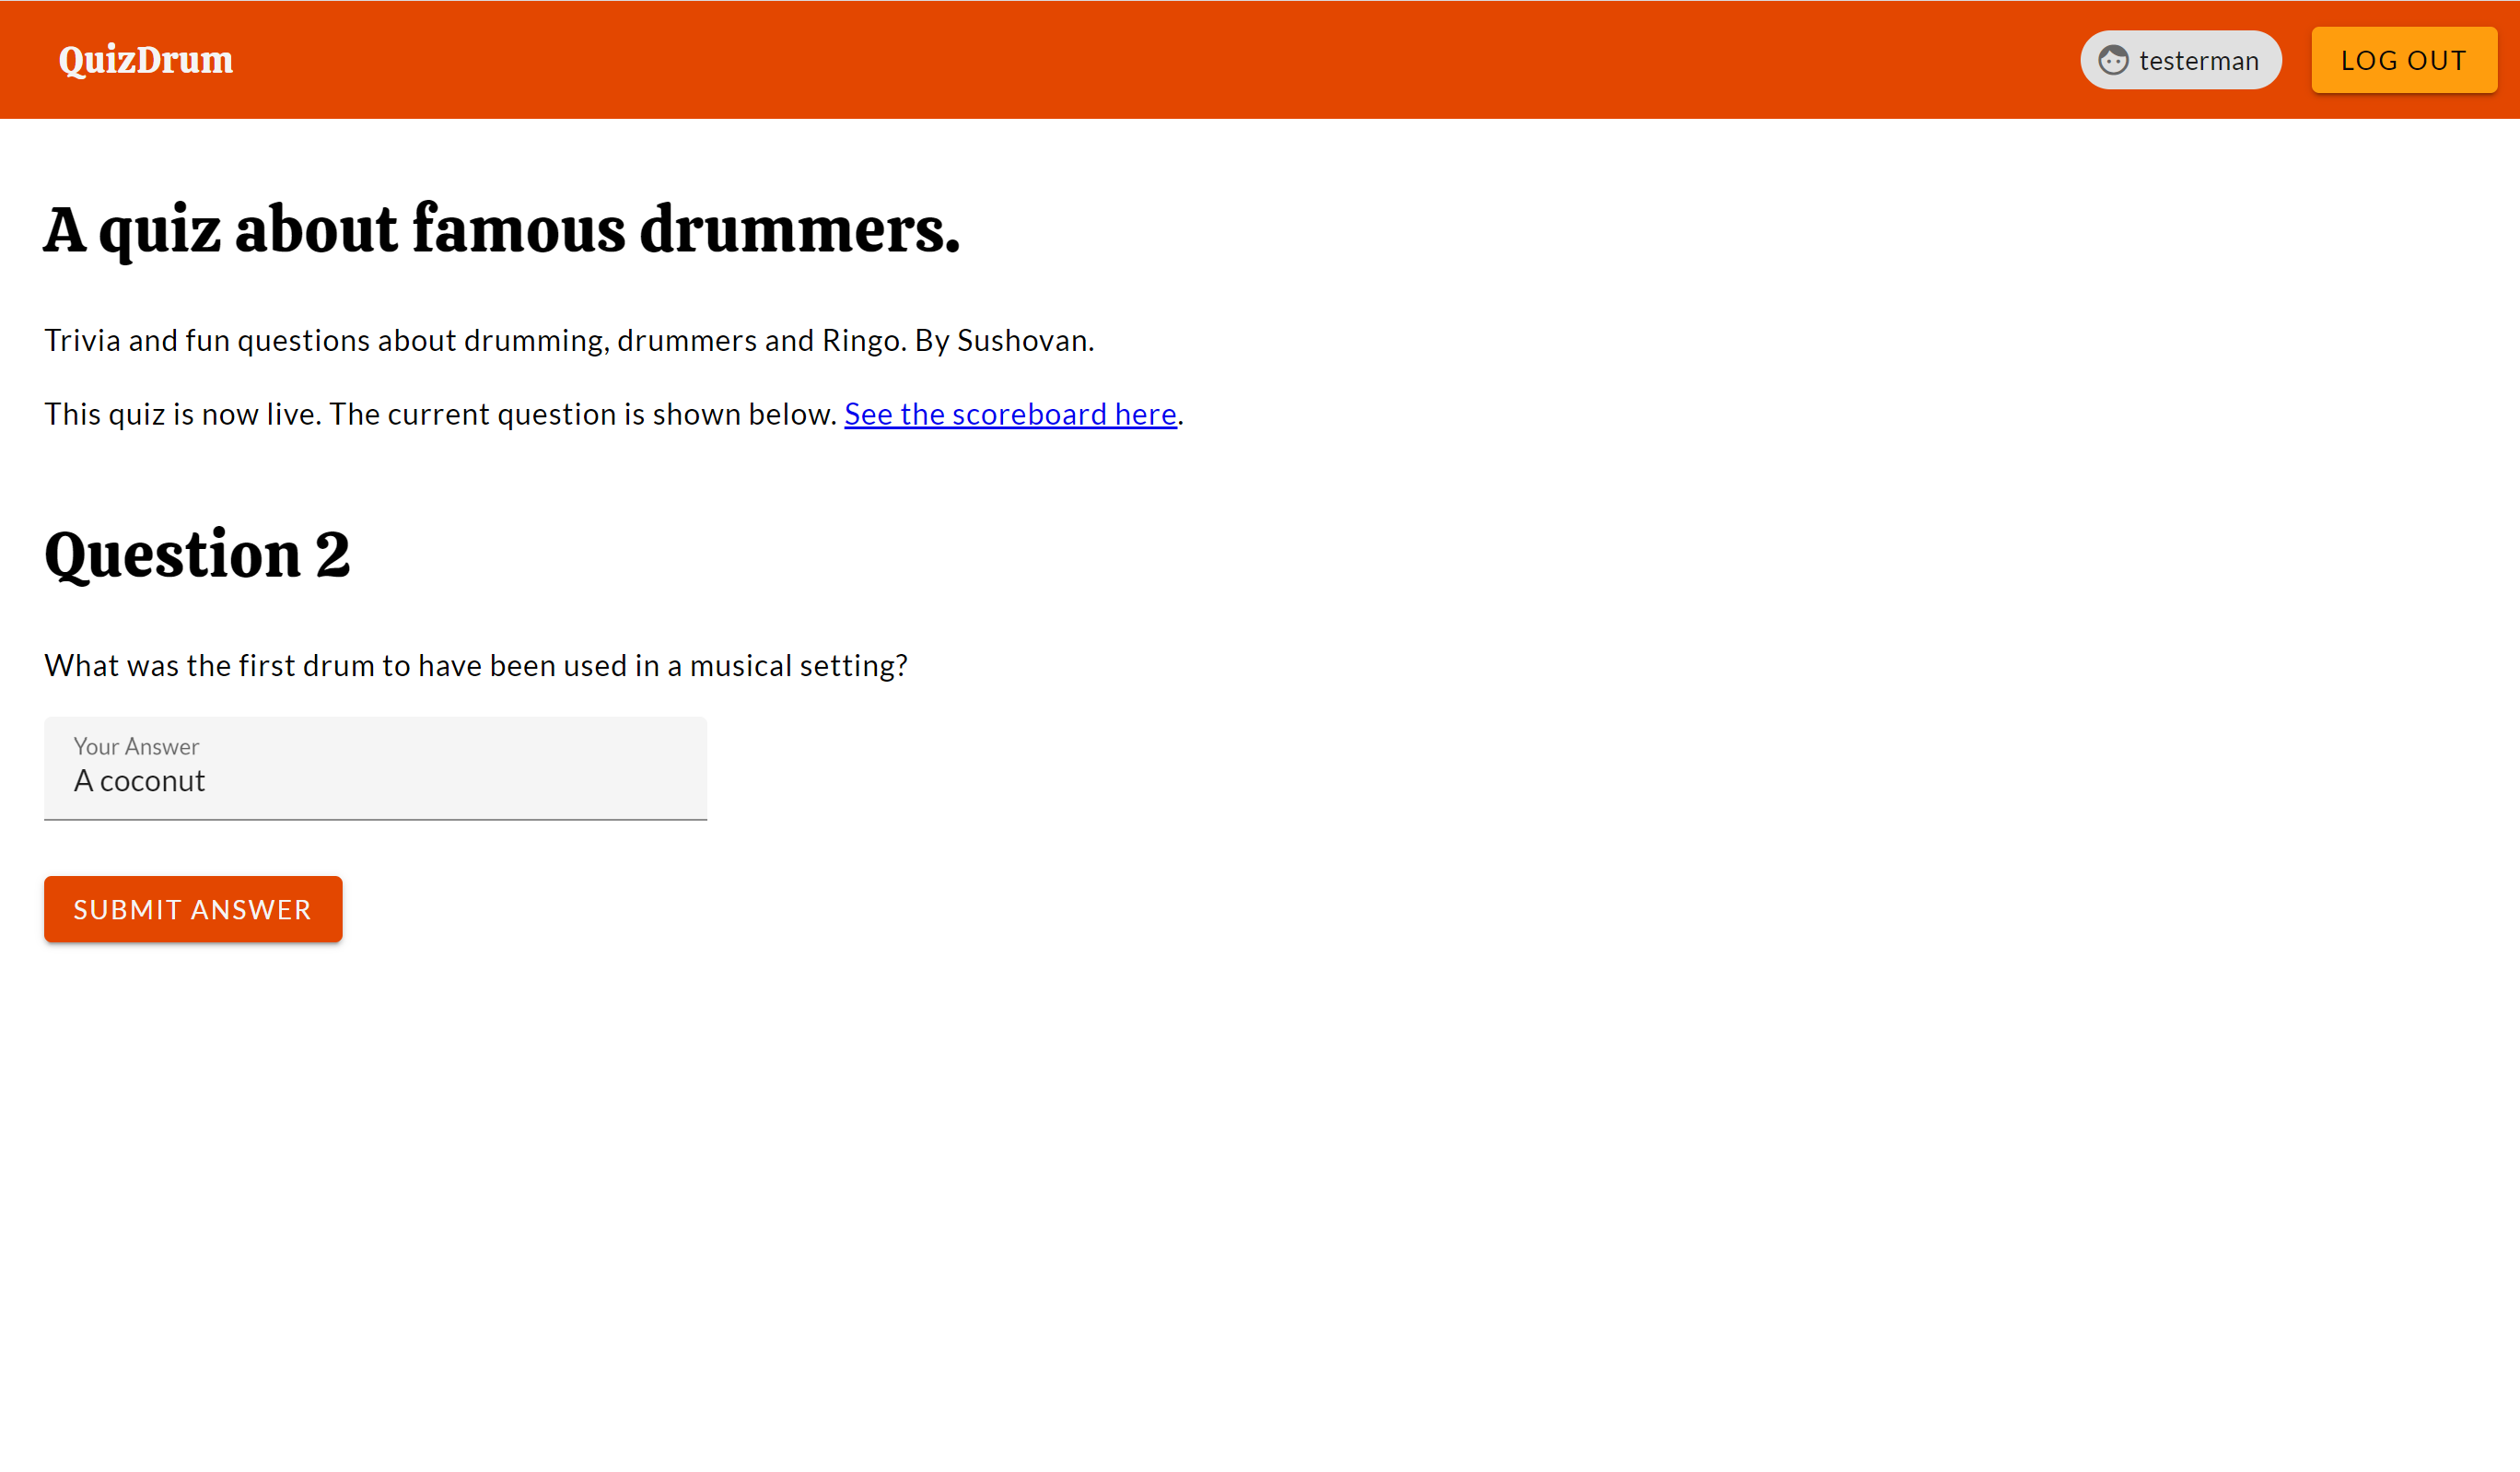 QuizDrum
testerman
LOG OUT
A quiz about famous drummers.
Trivia and fun questions about drumming, drummers and Ringo. By Sushovan.
This quiz is now live. The current question is shown below. See the scoreboard here.
Question 2
What was the first drum to have been used in a musical setting?
Your Answer
A coconut
SUBMIT ANSWER